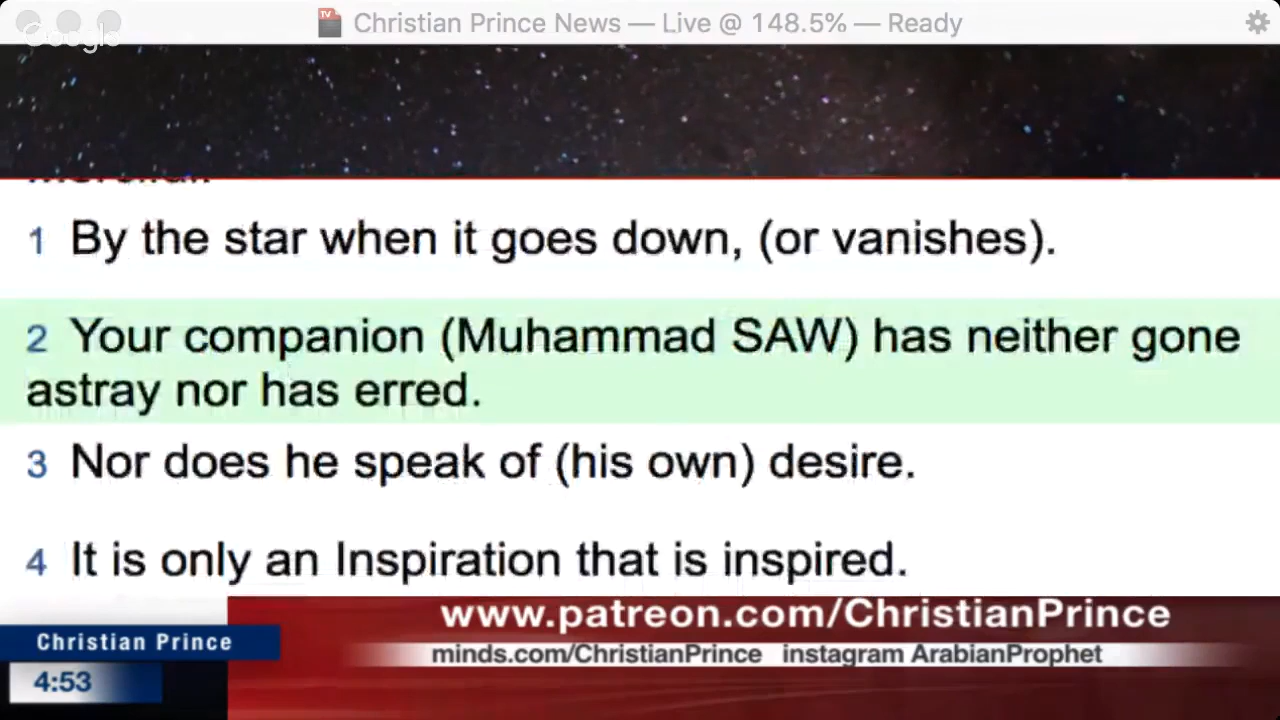 Christian Prince News — Live @ 148.5% — Ready
Google
1 By the star when it goes down, (or vanishes).
2 Your companion (Muhammad SAW) has neither gone
astray nor has erred.
3 Nor does he speak of (his own) desire.
4 It is only an Inspiration that is inspired.
www.patreon.com/ChristianPrince
Christian Prince
minds.com/ChristianPrince instagram ArabianProphet
4:53